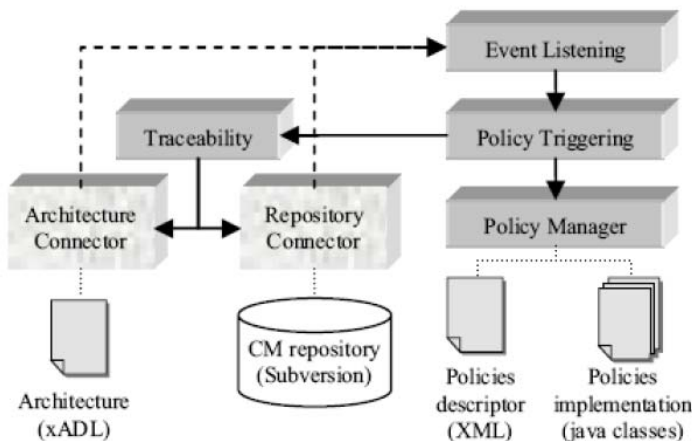 Event Listening
Traceability
Policy Triggering
Architecture
Connector
Repository
Connector
Policy Manager
CM repository
(Subversion)
Architecture
(xADL)
Policies
descriptor
(XML)
Policies
implementation
(java classes)